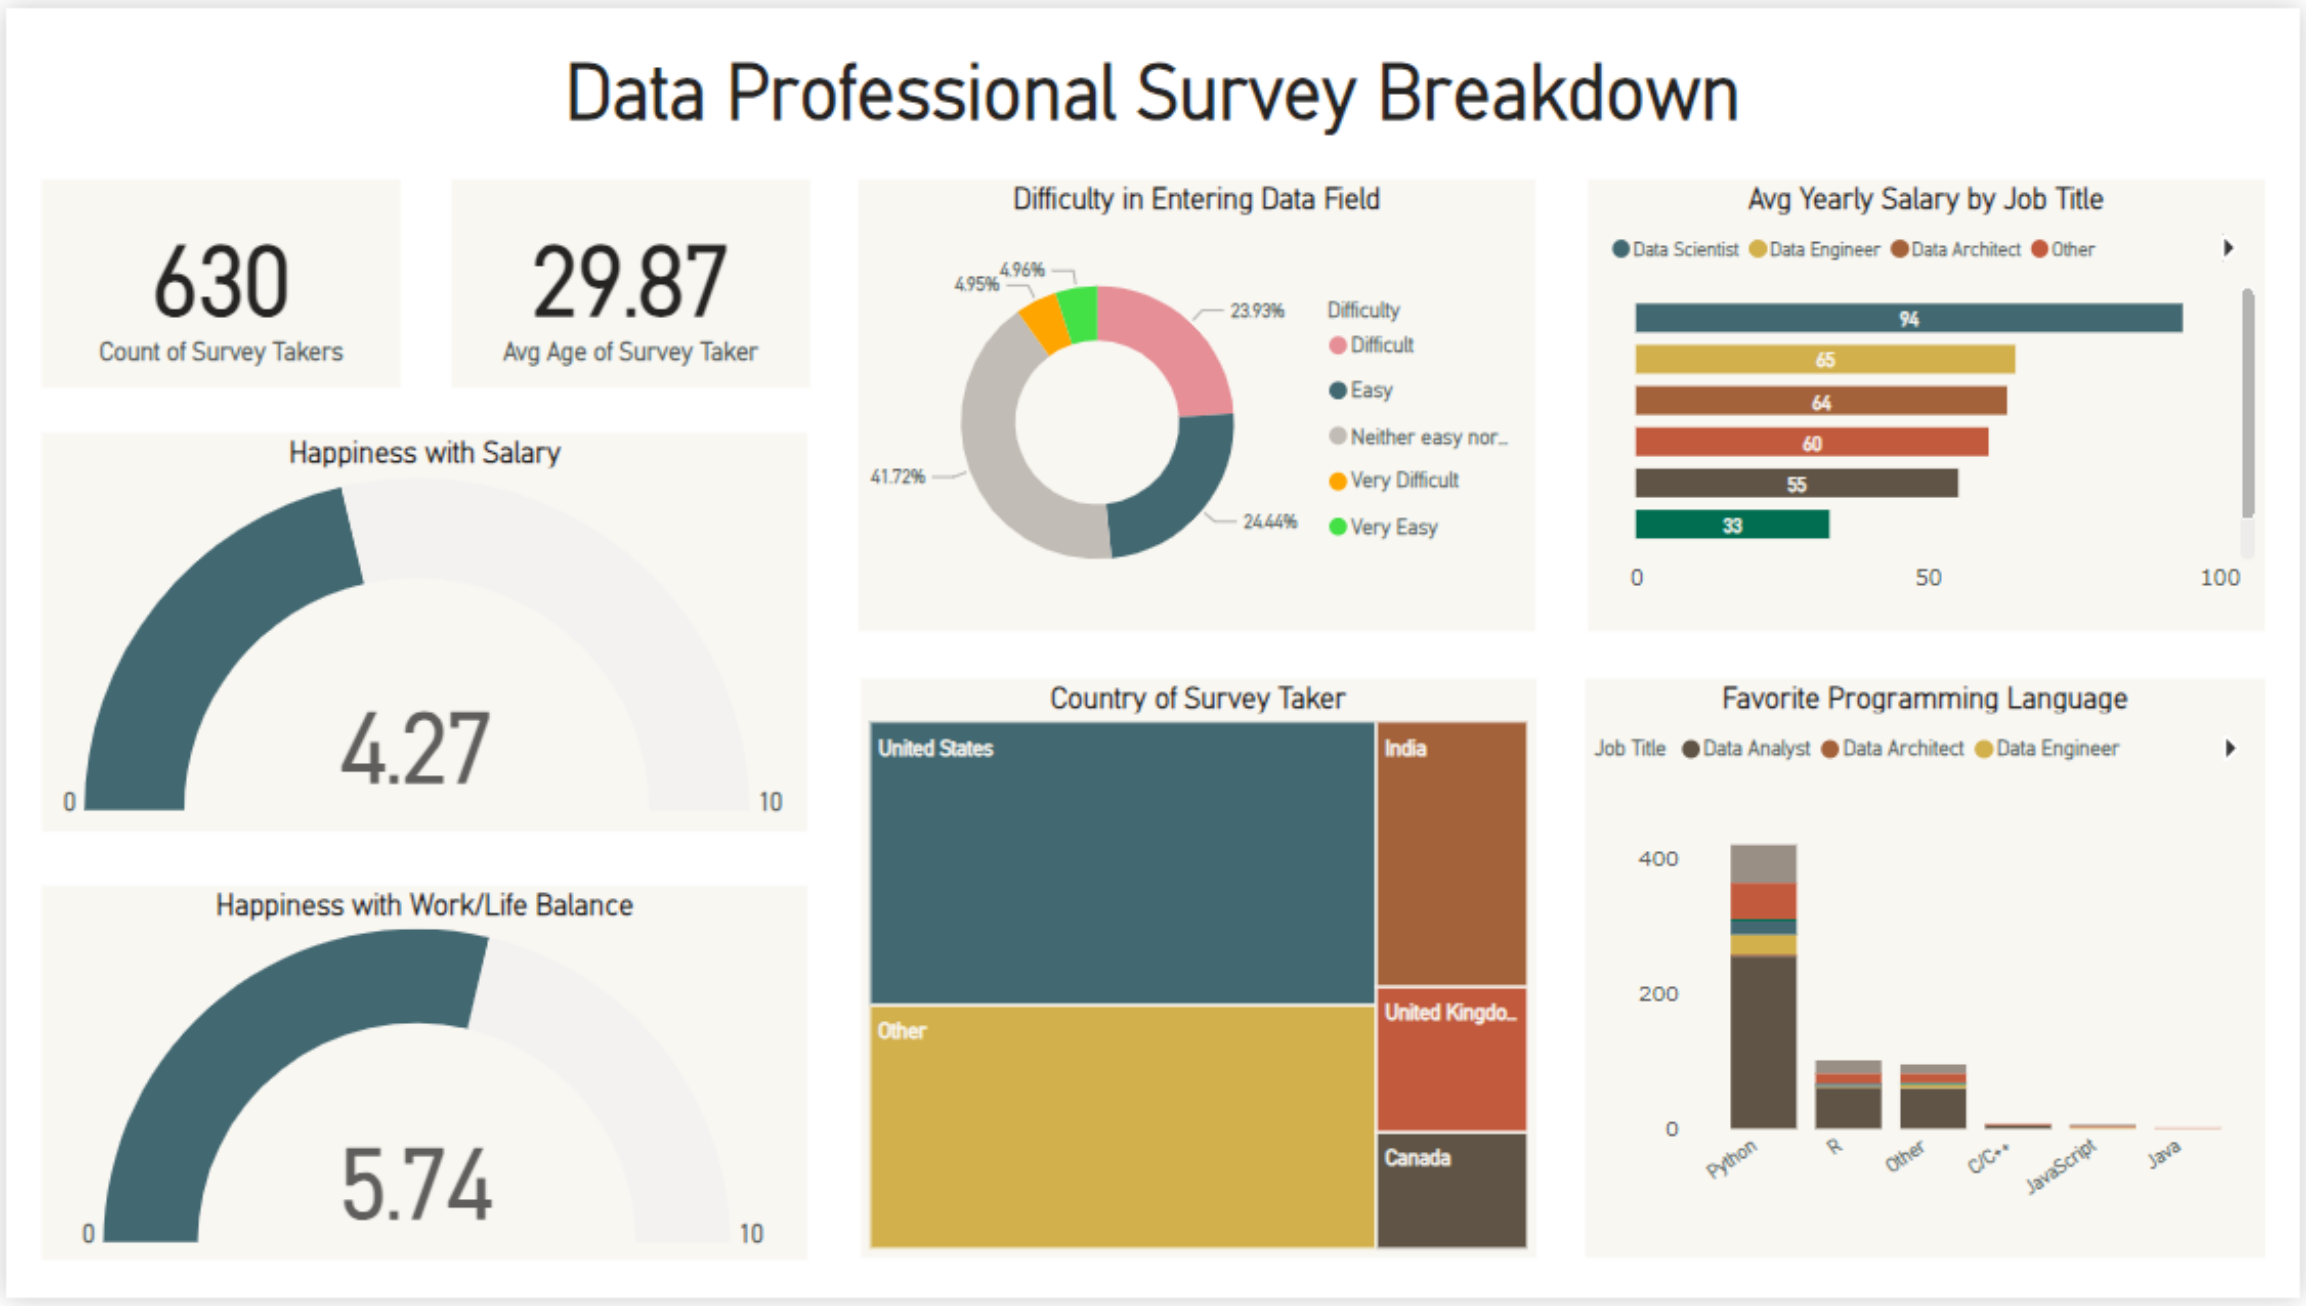 Data Professional Survey Breakdown
630
Count of Survey Takers
29.87
Avg Age of Survey Taker
Happiness with Salary
4.27
0
10
Happiness with Work/Life Balance
5.74
0
10
Difficulty in Entering Data Field
4.96%
4.95%
23.93%
41.72%
24.44%
Difficulty
Difficult
Easy
Neither easy nor...
Very Difficult
Very Easy
Avg Yearly Salary by Job Title
Data Scientist Data Engineer Data Architect Other
94
65
64
60
55
33
0 50 100
Country of Survey Taker
United States
India
Other
United Kingdo...
Canada
Favorite Programming Language
Job Title Data Analyst Data Architect Data Engineer
400
200
0
Python R Other C/C++ JavaScript Java